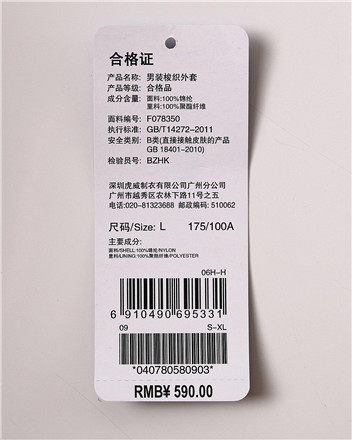 合格证
产品名称: 男装梭织外套
产品等级: 合格品
成分含量: 面料:100%锦纶
里料:100%聚酯纤维
面料编号: F078350
执行标准: GB/T14272-2011
安全类别: B类(直接接触皮肤的产品
GB 18401-2010)
检验员号: BZHK
深圳虎威制衣有限公司广州分公司
广州市越秀区农林下路11号之五
电话:020-81323688 邮政编码: 510062
尺码/Size: L 175/100A
主要成分:
面料/SHELL:100%锦纶/NYLON
里料/LINING:100%聚酯纤维/POLYESTER
06H-H
6 910490 695331
09 S-XL
*040780580903*
RMB¥ 590.00